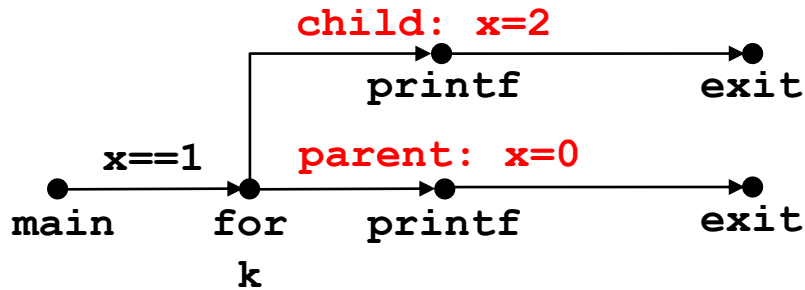 child: x=2
printf exit
x==1 parent: x=0
main for printf exit
k